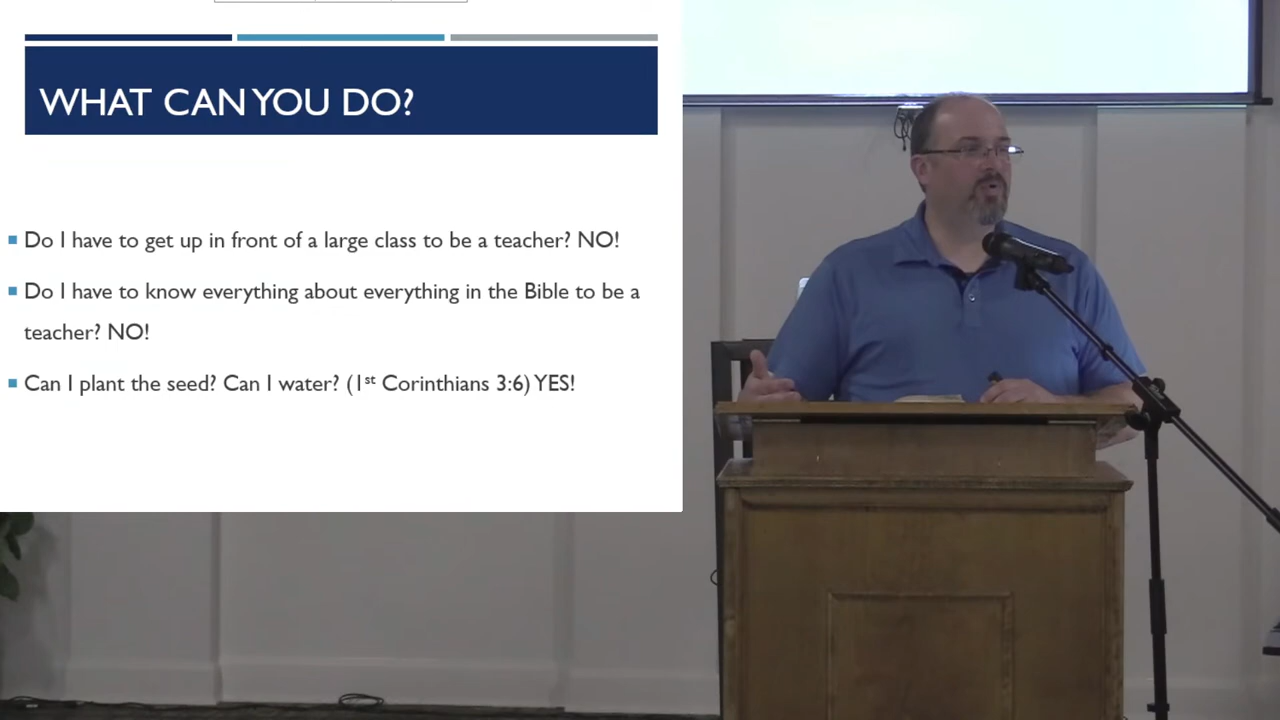 WHAT CAN YOU DO?
Do I have to get up in front of a large class to be a teacher? NO!
Do I have to know everything about everything in the Bible to be a
teacher? NO!
Can I plant the seed? Can I water? (1st Corinthians 3:6) YES!